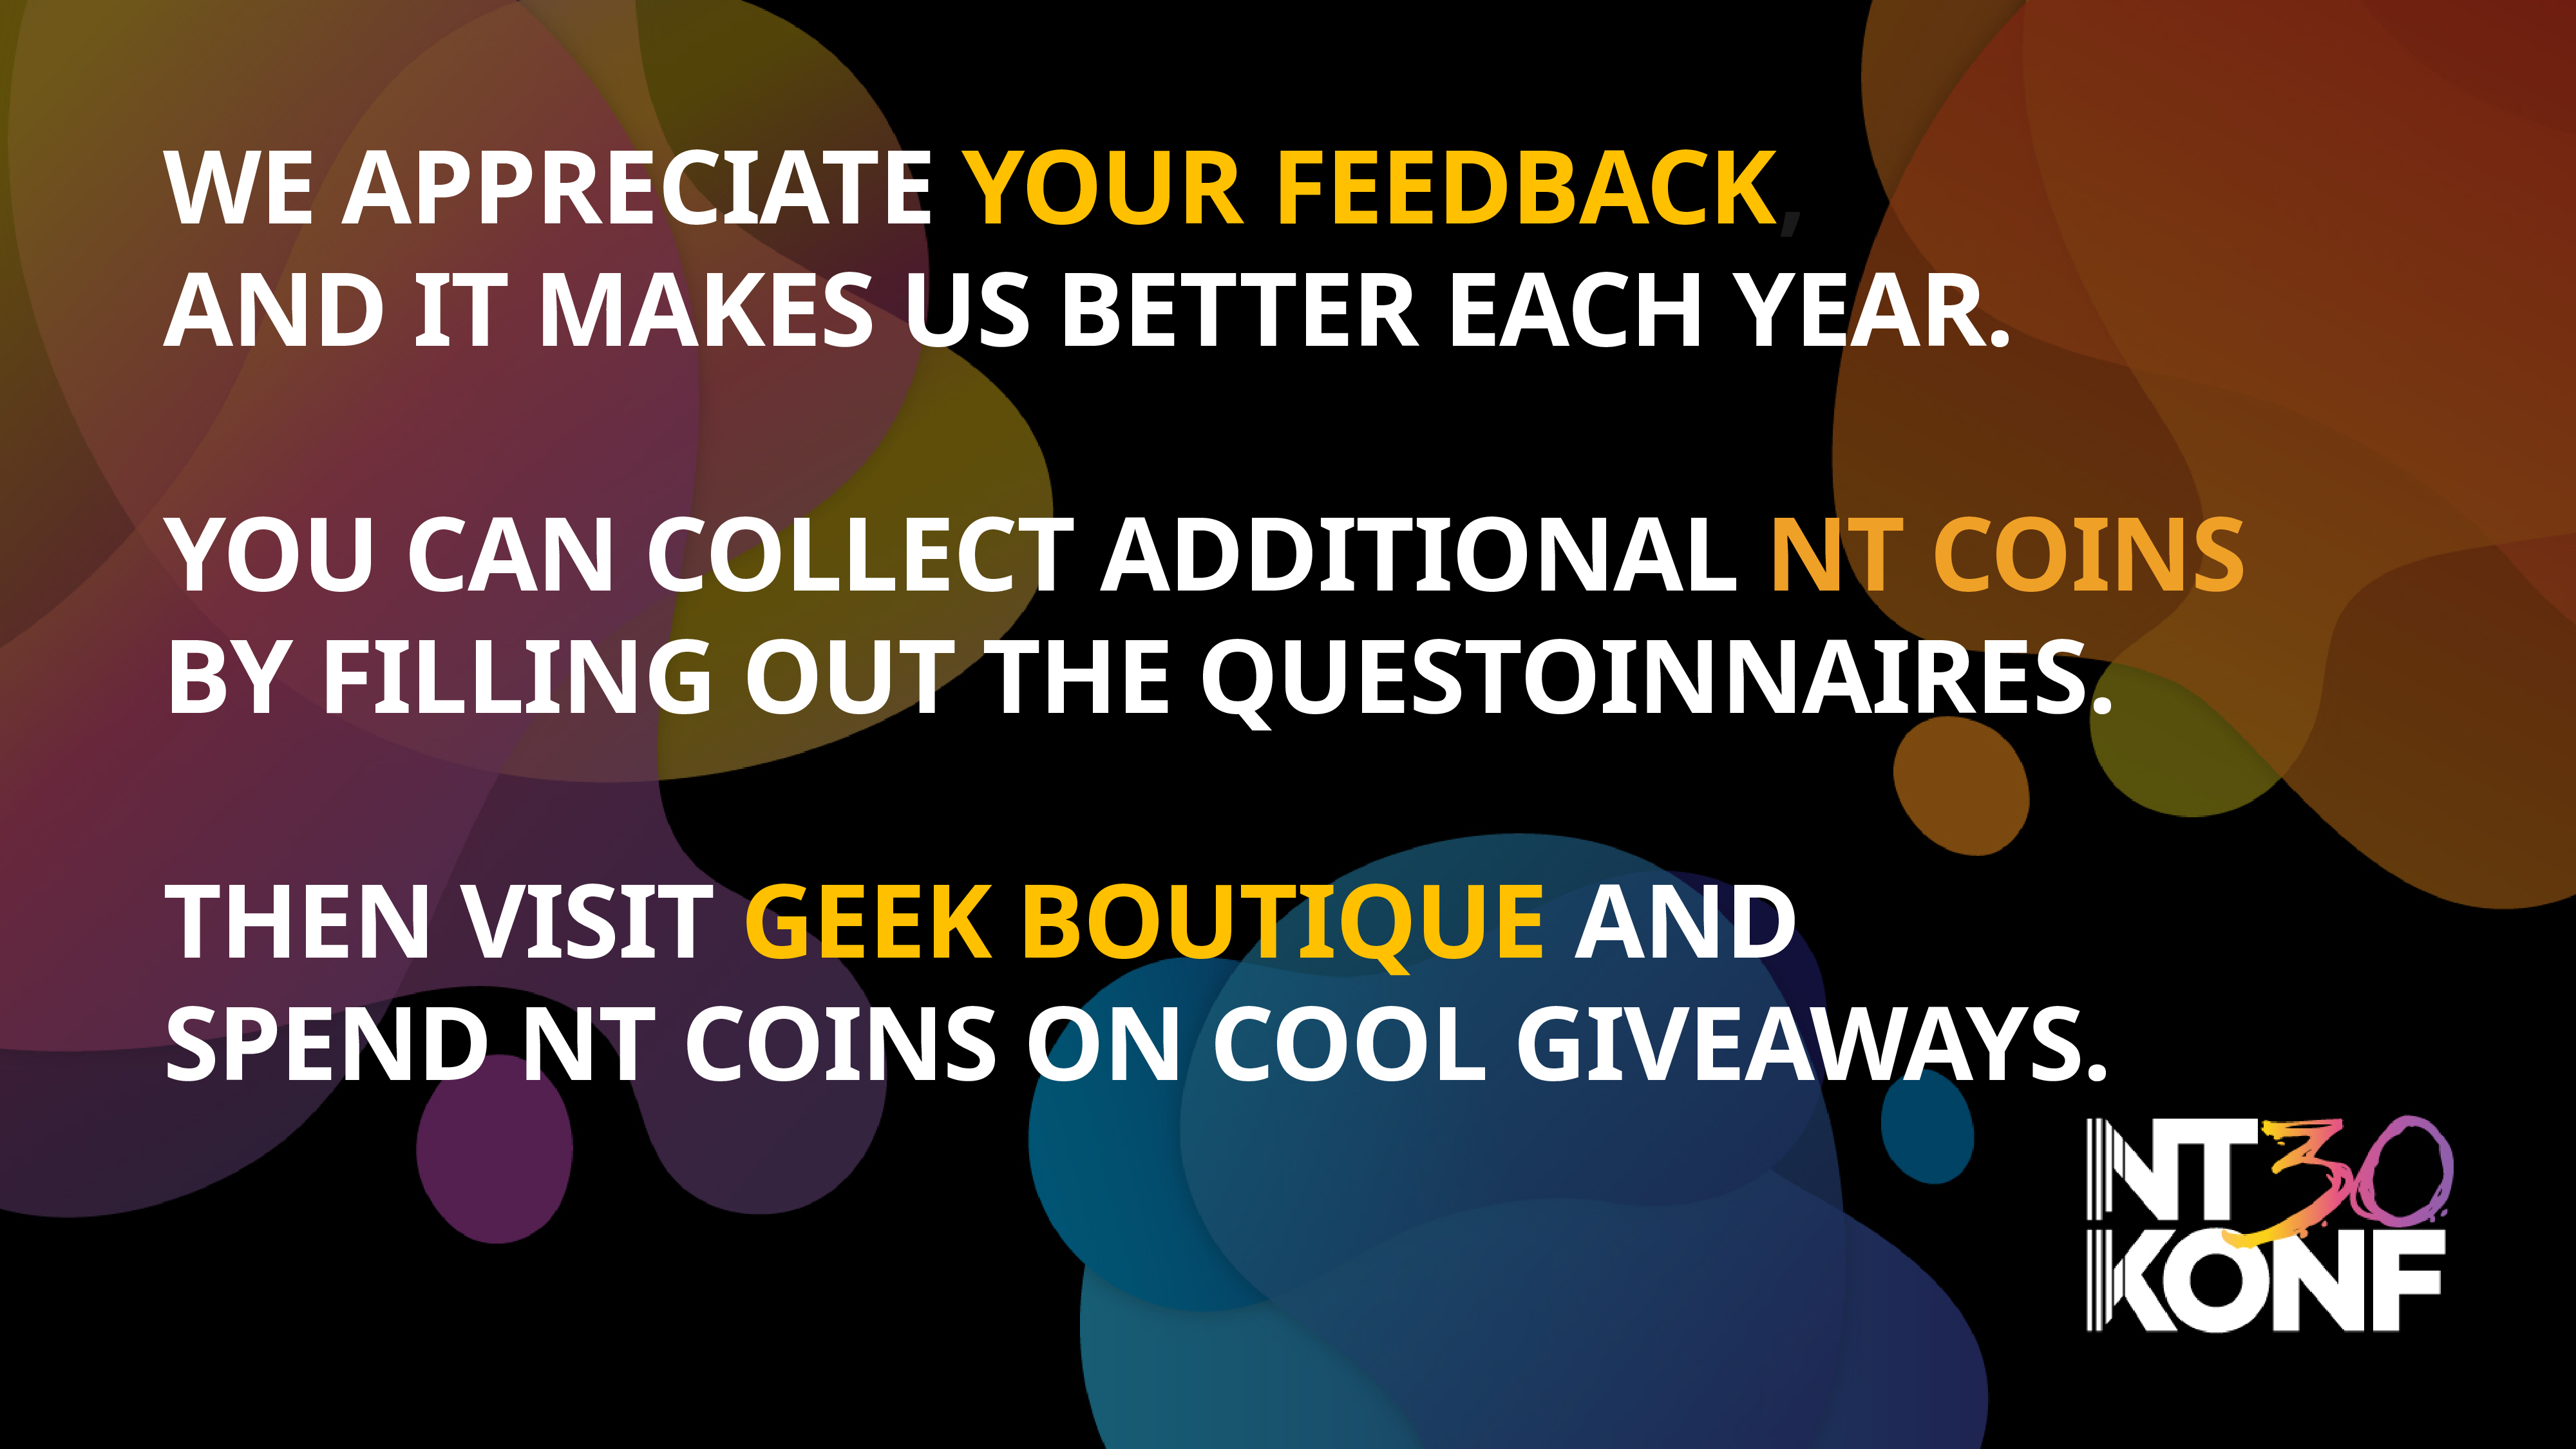 WE APPRECIATE YOUR FEEDBACK,
AND IT MAKES US BETTER EACH YEAR.
YOU CAN COLLECT ADDITIONAL NT COINS
BY FILLING OUT THE QUESTOINNAIRES.
THEN VISIT GEEK BOUTIQUE AND
SPEND NT COINS ON COOL GIVEAWAYS.
NT30
KONF